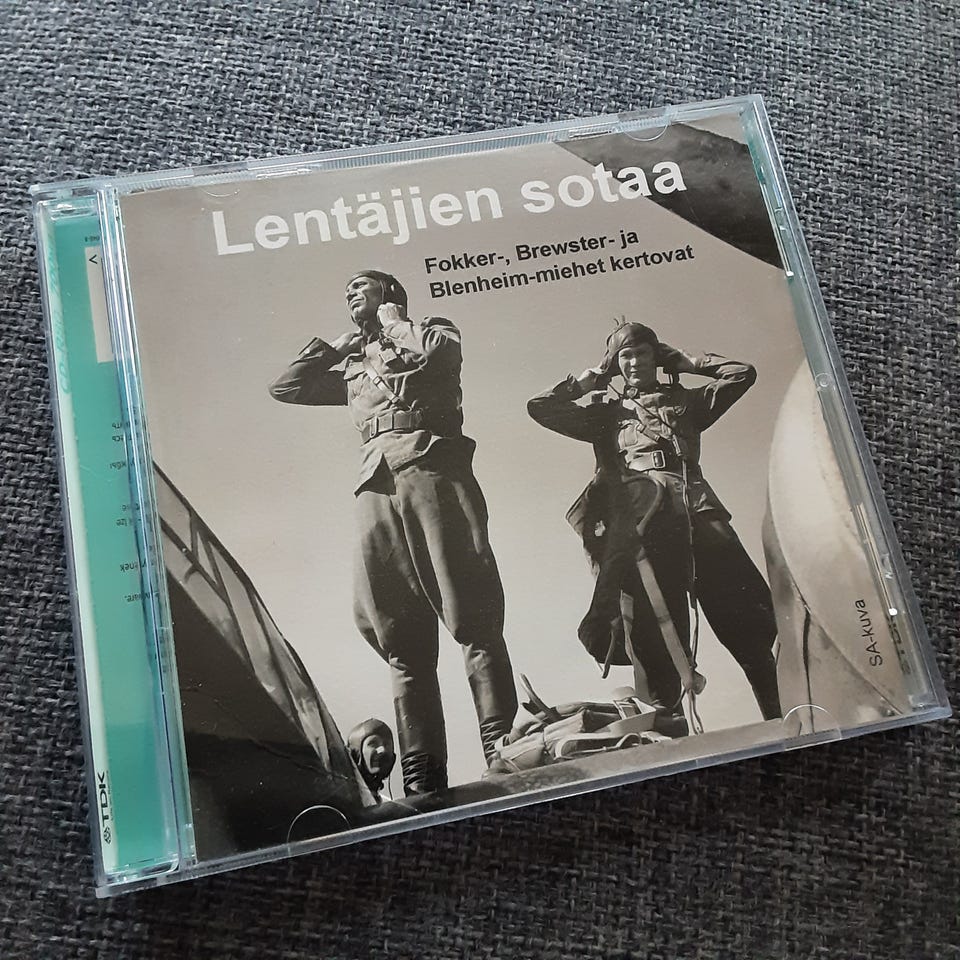 Lentäjien sotaa
Fokker-, Brewster- ja
Blenheim-miehet kertovat
SA-kuva
TDK